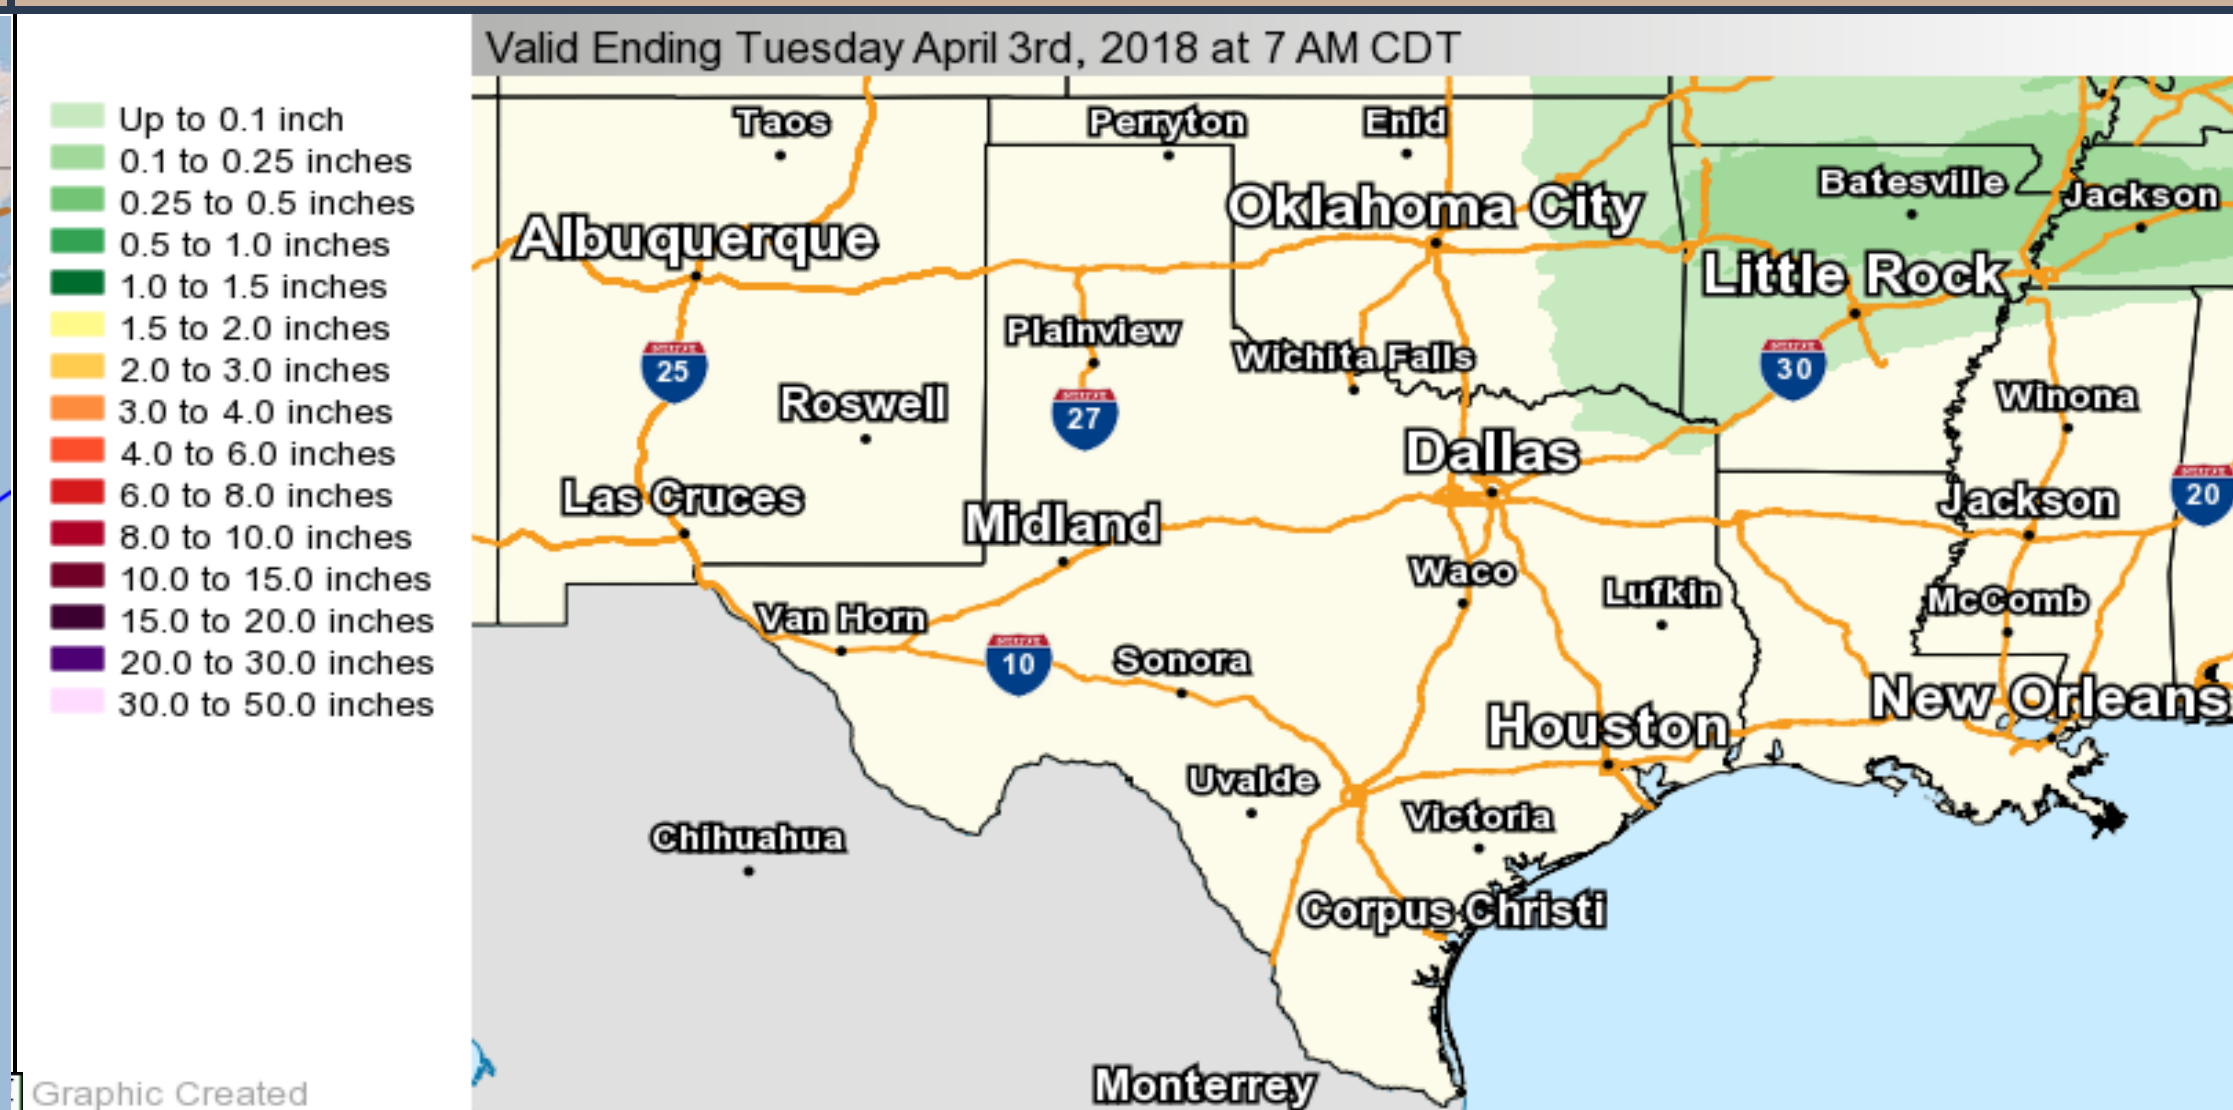 Valid Ending Tuesday April 3rd, 2018 at 7 AM CDT
Up to 0.1 inch
0.1 to 0.25 inches
0.25 to 0.5 inches
0.5 to 1.0 inches
1.0 to 1.5 inches
1.5 to 2.0 inches
2.0 to 3.0 inches
3.0 to 4.0 inches
4.0 to 6.0 inches
6.0 to 8.0 inches
8.0 to 10.0 inches
10.0 to 15.0 inches
15.0 to 20.0 inches
20.0 to 30.0 inches
30.0 to 50.0 inches
Graphic Created
Taos
Perryton
Enid
Batesville
Jackson
Oklahoma City
Albuquerque
Little Rock
Plainview
Wichita Falls
25
30
Roswell
27
Winona
Dallas
Las Cruces
Midland
Jackson
20
Waco
Lufkin
McComb
Van Horn
10
Sonora
New Orleans
Houston
Uvalde
Victoria
Chihuahua
Corpus Christi
Monterrey